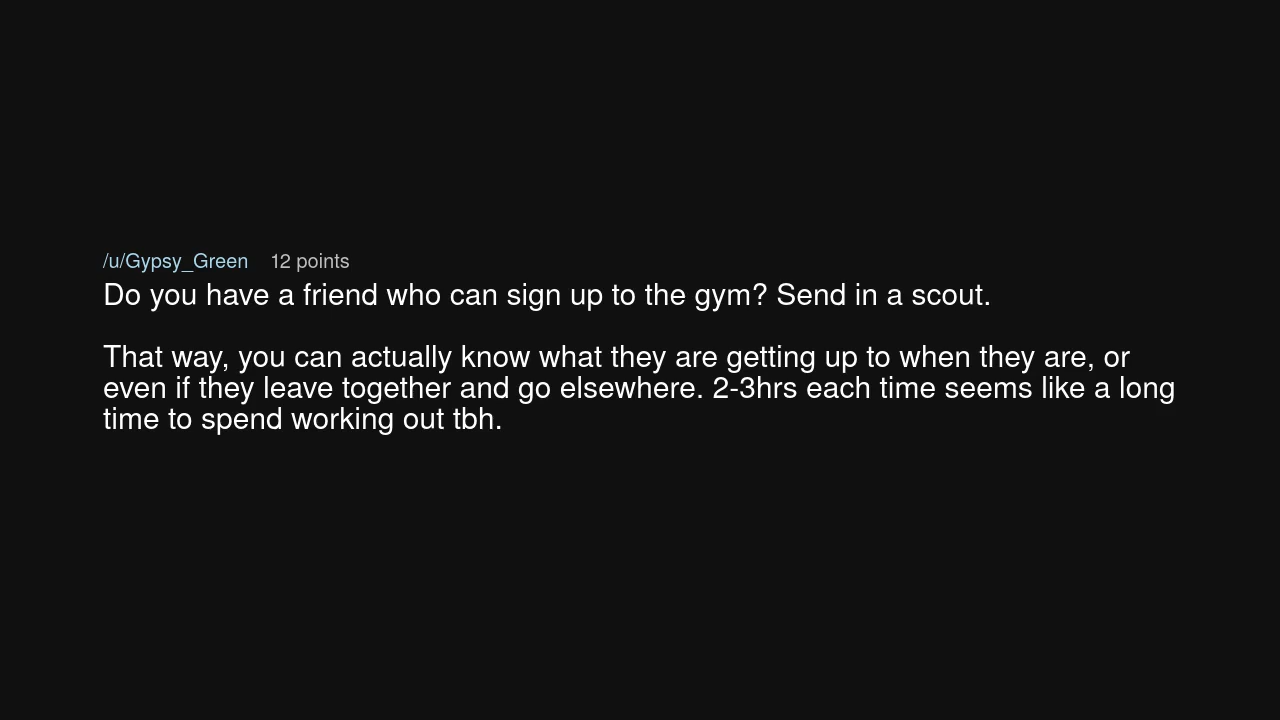 /u/Gypsy_Green 12 points
Do you have a friend who can sign up to the gym? Send in a scout.
That way, you can actually know what they are getting up to when they are, or
even if they leave together and go elsewhere. 2-3hrs each time seems like a long
time to spend working out tbh.